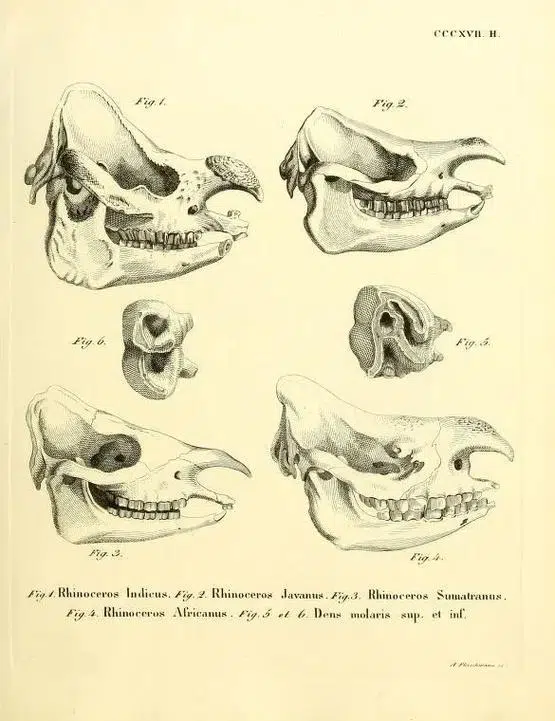 CCCXVII. H.
Fig. 1.
Fig. 2.
Fig. 6.
Fig. 5.
Fig. 3.
Fig. 4.
Fig. 1. Rhinoceros Indicus. Fig. 2. Rhinoceros Javanus. Fig. 3. Rhinoceros Sumatranus.
Fig. 4. Rhinoceros Africanus. Fig. 5 et 6. Dens molaris sup. et inf.